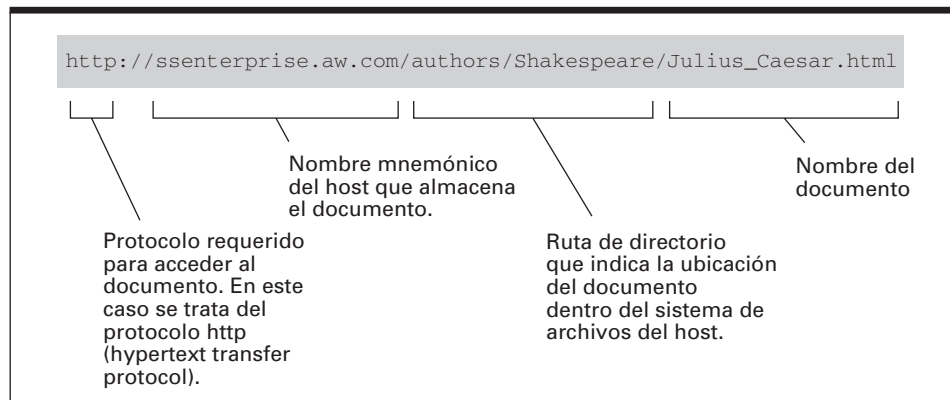 http://ssenterprise.aw.com/authors/Shakespeare/Julius_Caesar.html
Nombre mnemónico
del host que almacena
el documento.
Nombre del
documento
Protocolo requerido
para acceder al
documento. En este
caso se trata del
protocolo http
(hypertext transfer
protocol).
Ruta de directorio
que indica la ubicación
del documento
dentro del sistema de
archivos del host.